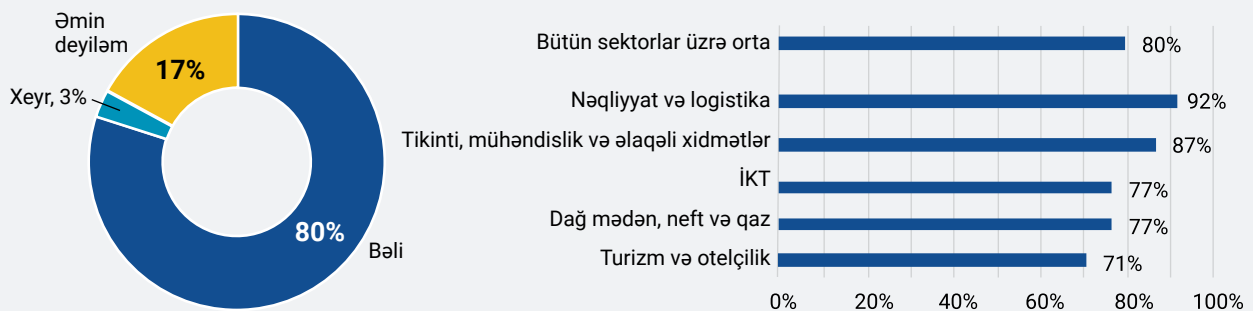 Əmin
deyiləm
17%
Xeyr, 3%
80%
Bəli
Bütün sektorlar üzrə orta 80%
Nəqliyyat və logistika 92%
Tikinti, mühəndislik və əlaqəli xidmətlər 87%
İKT 77%
Dağ mədən, neft və qaz 77%
Turizm və otelçilik 71%
0% 20% 40% 60% 80% 100%